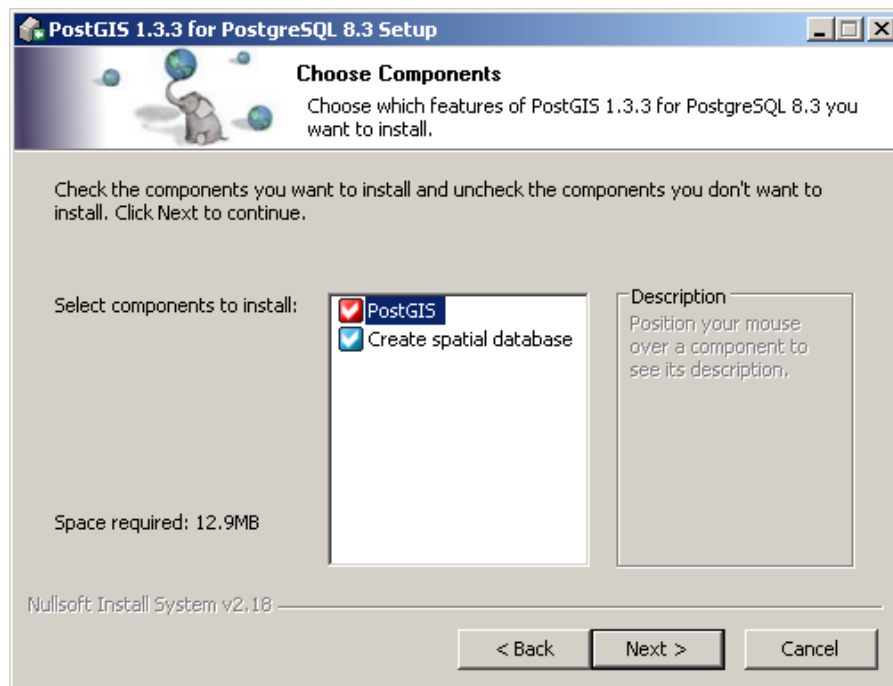 PostGIS 1.3.3 for PostgreSQL 8.3 Setup
Choose Components
Choose which features of PostGIS 1.3.3 for PostgreSQL 8.3 you
want to install.
Check the components you want to install and uncheck the components you don't want to
install. Click Next to continue.
Select components to install:
PostGIS
Create spatial database
Description
Position your mouse
over a component to
see its description.
Space required: 12.9MB
Nullsoft Install System v2.18
< Back
Next >
Cancel